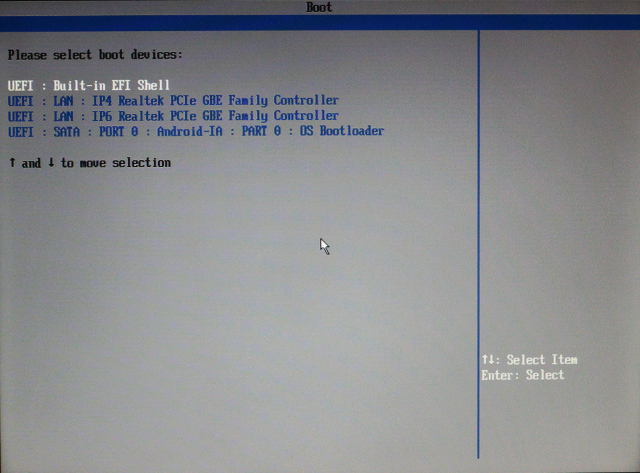 Boot
Please select boot devices:
UEFI : Built-in EFI Shell
UEFI : LAN : IP4 Realtek PCIe GBE Family Controller
UEFI : LAN : IP6 Realtek PCIe GBE Family Controller
UEFI : SATA : PORT 0 : Android-IA : PART 0 : OS Bootloader
↑ and ↓ to move selection
↑↓: Select Item
Enter: Select